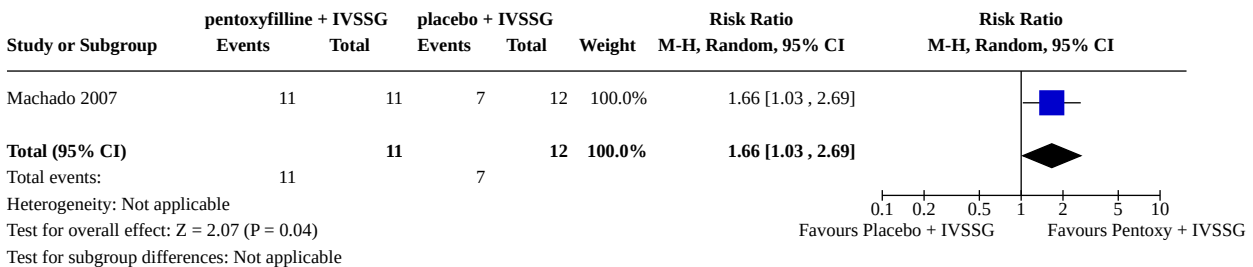 pentoxyfilline + IVSSG placebo + IVSSG Risk Ratio Risk Ratio
Study or Subgroup Events Total Events Total Weight M-H, Random, 95% CI M-H, Random, 95% CI
Machado 2007 11 11 7 12 100.0% 1.66 [1.03 , 2.69]
Total (95% CI) 11 12 100.0% 1.66 [1.03 , 2.69]
Total events: 11 7
Heterogeneity: Not applicable
0.1 0.2 0.5 1 2 5 10
Test for overall effect: Z = 2.07 (P = 0.04) Favours Placebo + IVSSG Favours Pentoxy + IVSSG
Test for subgroup differences: Not applicable